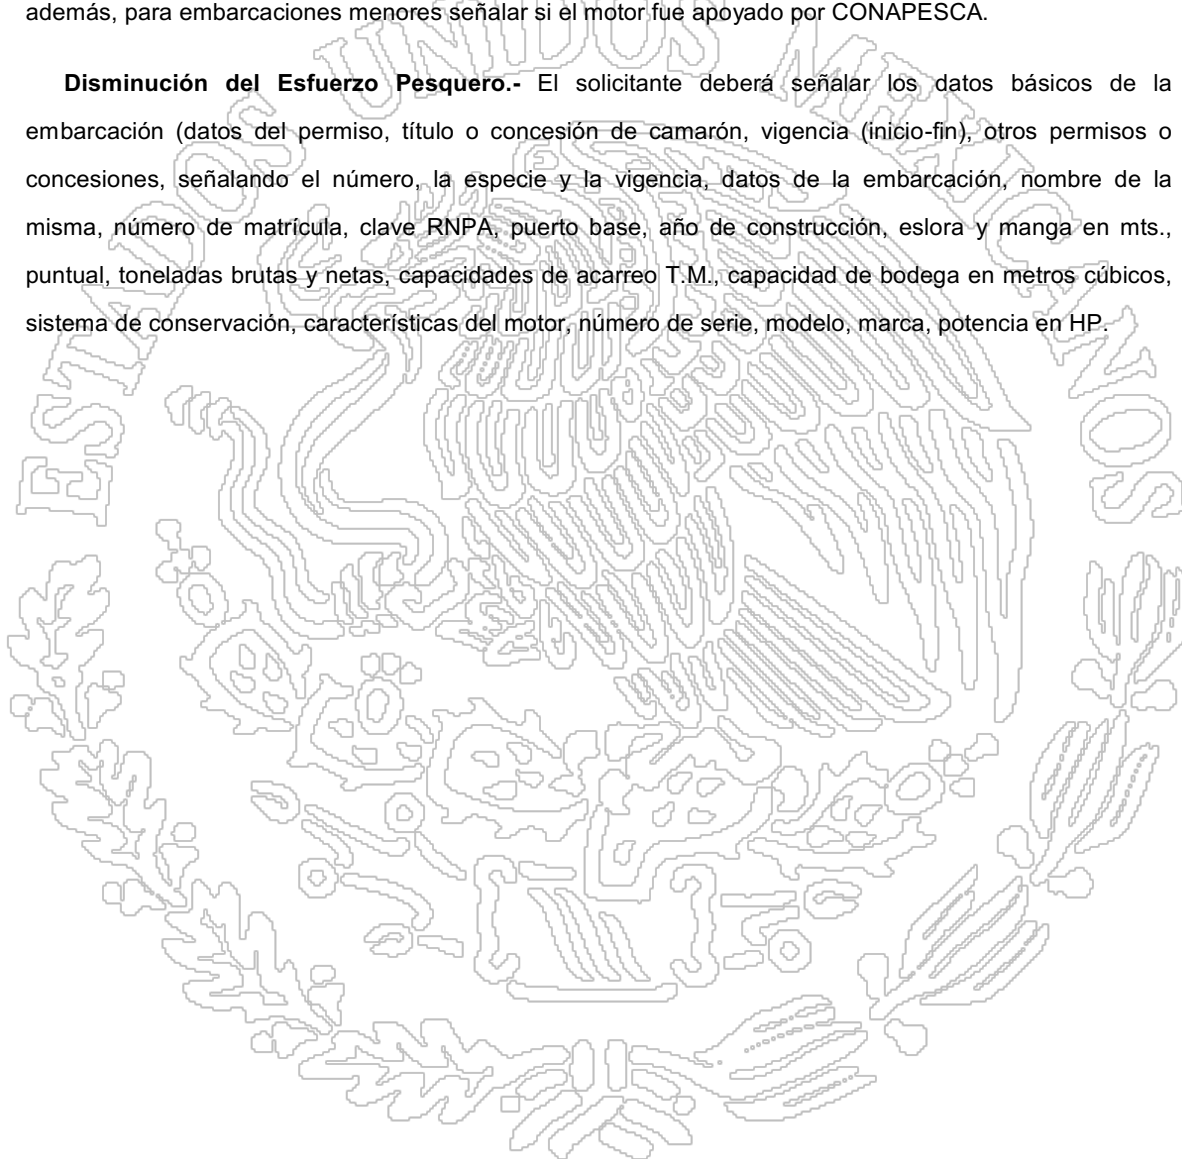 además, para embarcaciones menores señalar si el motor fue apoyado por CONAPESCA.
Disminución del Esfuerzo Pesquero.- El solicitante deberá señalar los datos básicos de la
embarcación (datos del permiso, título o concesión de camarón, vigencia (inicio-fin), otros permisos o
concesiones, señalando el número, la especie y la vigencia, datos de la embarcación, nombre de la
misma, número de matrícula, clave RNPA, puerto base, año de construcción, eslora y manga en mts.,
puntual, toneladas brutas y netas, capacidades de acarreo T.M., capacidad de bodega en metros cúbicos,
sistema de conservación, características del motor, número de serie, modelo, marca, potencia en HP.
ESTADOS UNIDOS MEXICANOS